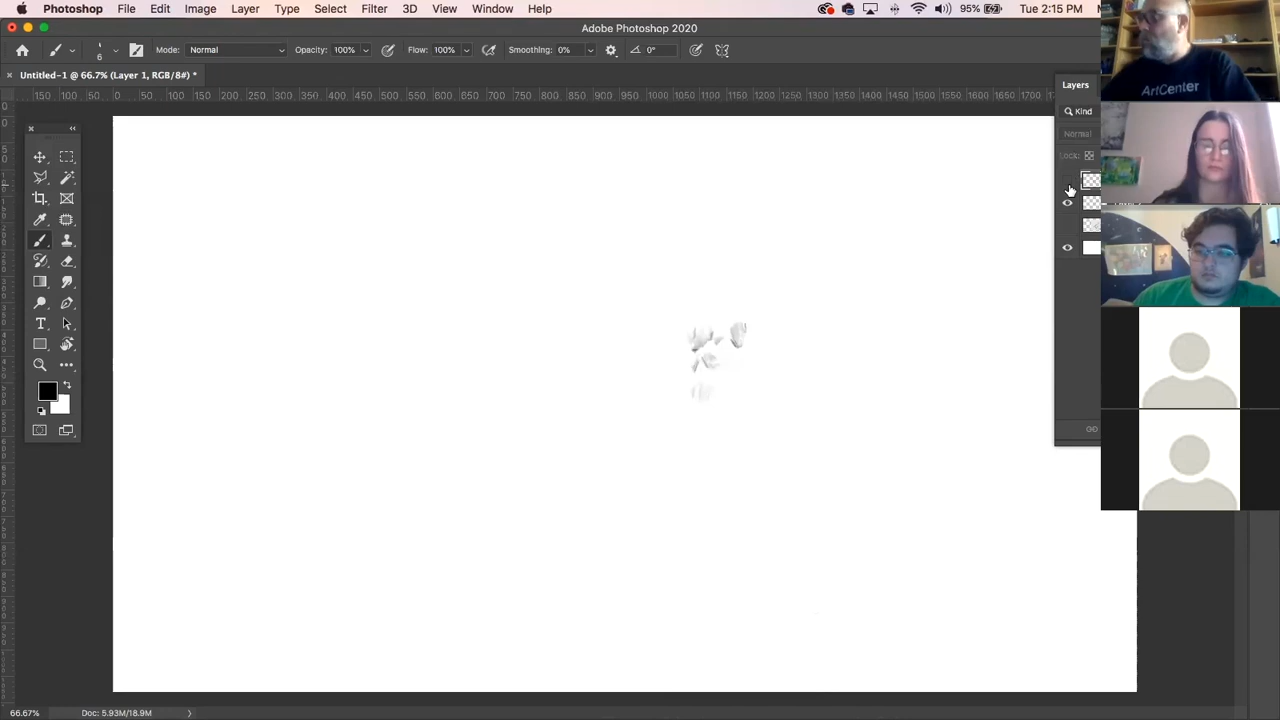 Photoshop File Edit Image Layer Type Select Filter 3D View Window Help 95% Tue 2:15 PM
Adobe Photoshop 2020
6 Mode: Normal Opacity: 100% Flow: 100% Smoothing: 0% 0°
Untitled-1 @ 66.7% (Layer 1, RGB/8#) *
150 100 50 0 50 100 150 200 250 300 350 400 450 500 550 600 650 700 750 800 850 900 950 1000 1050 1100 1150 1200 1250 1300 1350 1400 1450 1500 1550 1600 1650 1700
Layers
Kind
Normal
Lock:
ArtCenter
66.67% Doc: 5.93M/18.9M